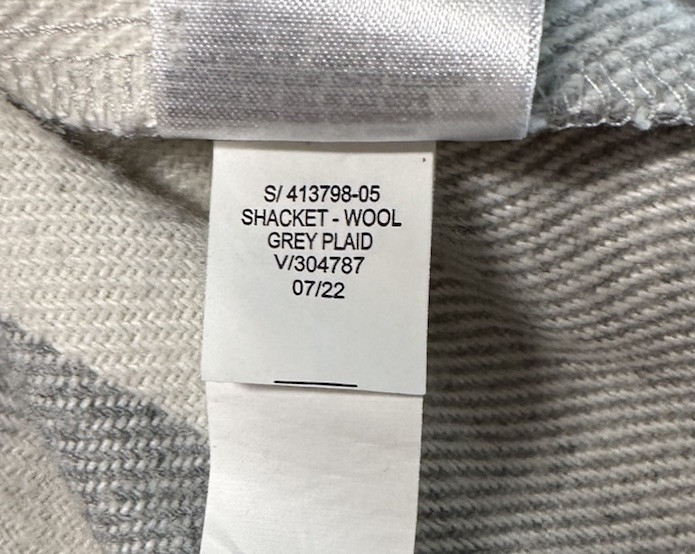 S/ 413798-05
SHACKET - WOOL
GREY PLAID
V/304787
07/22